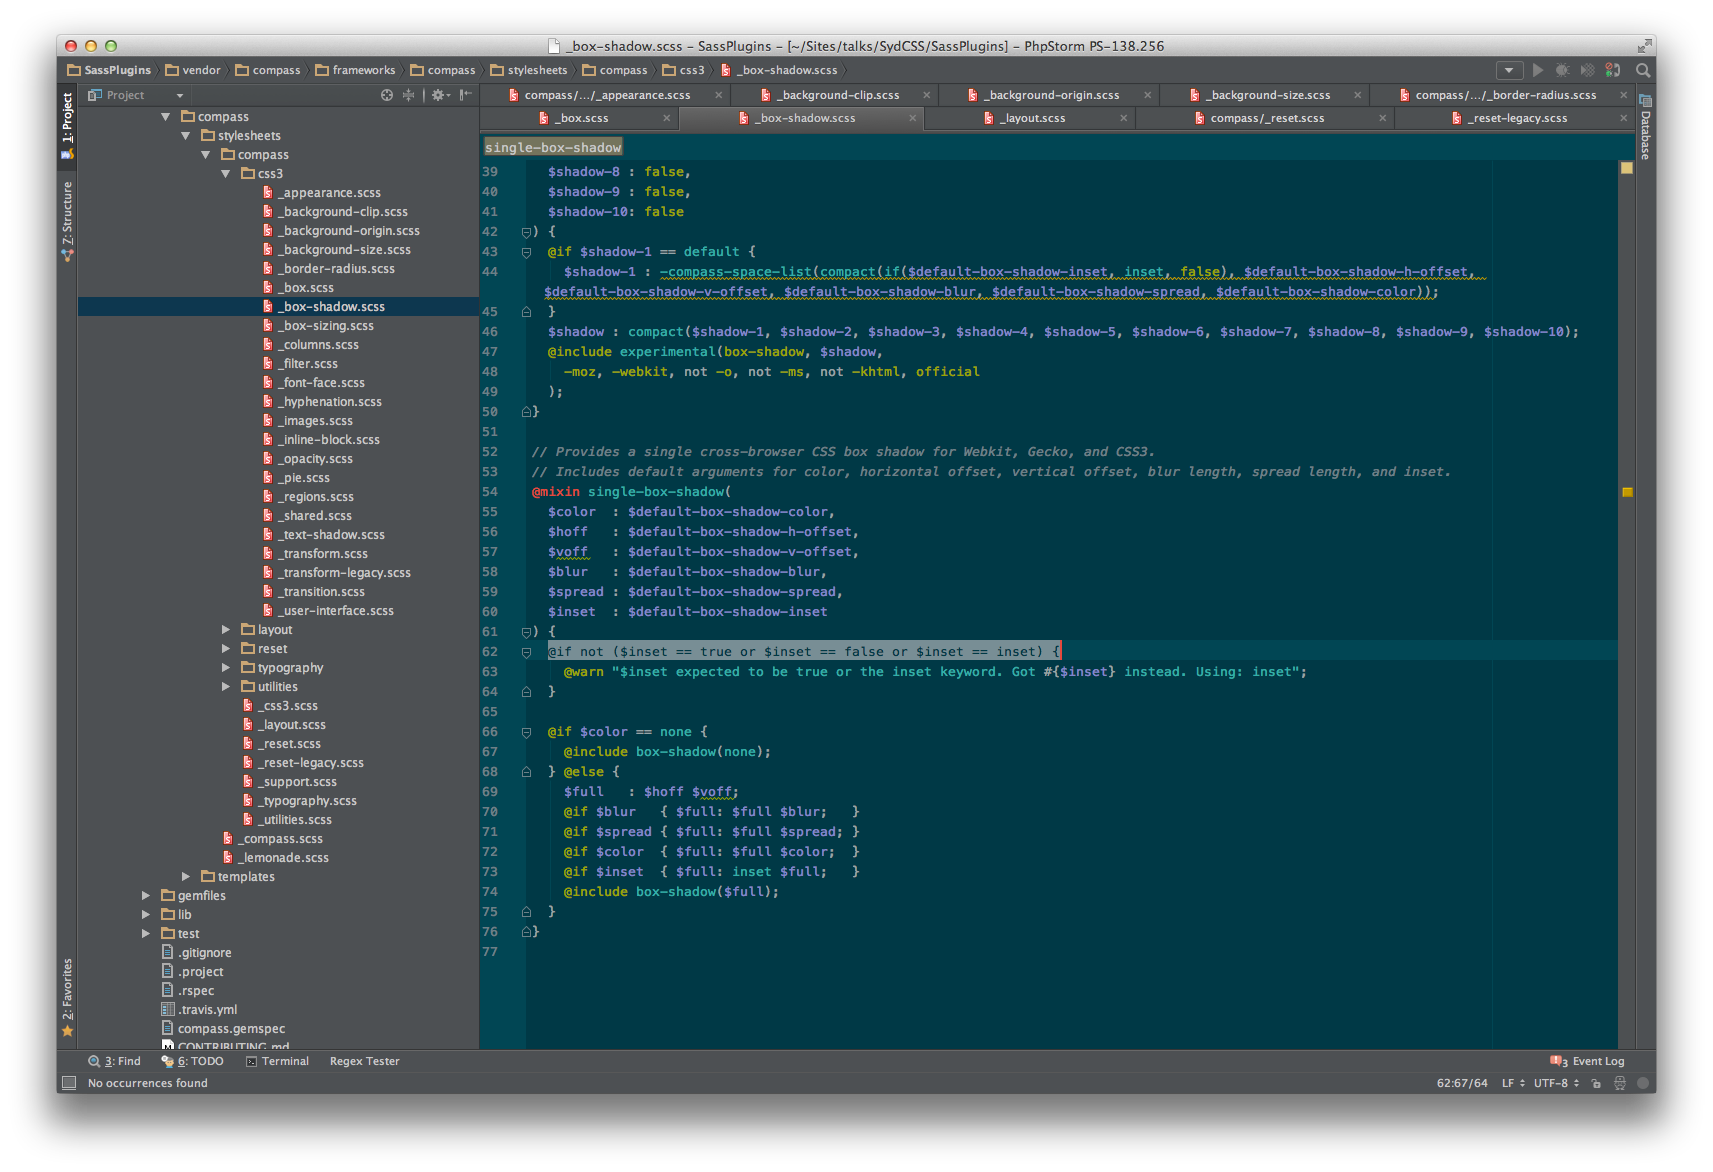 _box-shadow.scss – SassPlugins – [~/Sites/talks/SydCSS/SassPlugins] – PhpStorm PS-138.256
SassPlugins vendor compass frameworks compass stylesheets compass css3 _box-shadow.scss
1: Project
7: Structure
2: Favorites
Project
compass
stylesheets
compass
css3
_appearance.scss
_background-clip.scss
_background-origin.scss
_background-size.scss
_border-radius.scss
_box.scss
_box-shadow.scss
_box-sizing.scss
_columns.scss
_filter.scss
_font-face.scss
_hyphenation.scss
_images.scss
_inline-block.scss
_opacity.scss
_pie.scss
_regions.scss
_shared.scss
_text-shadow.scss
_transform.scss
_transform-legacy.scss
_transition.scss
_user-interface.scss
layout
reset
typography
utilities
_css3.scss
_layout.scss
_reset.scss
_reset-legacy.scss
_support.scss
_typography.scss
_utilities.scss
_compass.scss
_lemonade.scss
templates
gemfiles
lib
test
.gitignore
.project
.rspec
.travis.yml
compass.gemspec
CONTRIBUTING.md
compass/.../_appearance.scss _background-clip.scss _background-origin.scss _background-size.scss compass/.../_border-radius.scss
_box.scss _box-shadow.scss _layout.scss compass/_reset.scss _reset-legacy.scss
Database
single-box-shadow
39 $shadow-8 : false,
40 $shadow-9 : false,
41 $shadow-10: false
42 ) {
43 @if $shadow-1 == default {
44 $shadow-1 : -compass-space-list(compact(if($default-box-shadow-inset, inset, false), $default-box-shadow-h-offset,
$default-box-shadow-v-offset, $default-box-shadow-blur, $default-box-shadow-spread, $default-box-shadow-color));
45 }
46 $shadow : compact($shadow-1, $shadow-2, $shadow-3, $shadow-4, $shadow-5, $shadow-6, $shadow-7, $shadow-8, $shadow-9, $shadow-10);
47 @include experimental(box-shadow, $shadow,
48 -moz, -webkit, not -o, not -ms, not -khtml, official
49 );
50 }
51
52 // Provides a single cross-browser CSS box shadow for Webkit, Gecko, and CSS3.
53 // Includes default arguments for color, horizontal offset, vertical offset, blur length, spread length, and inset.
54 @mixin single-box-shadow(
55 $color : $default-box-shadow-color,
56 $hoff : $default-box-shadow-h-offset,
57 $voff : $default-box-shadow-v-offset,
58 $blur : $default-box-shadow-blur,
59 $spread : $default-box-shadow-spread,
60 $inset : $default-box-shadow-inset
61 ) {
62 @if not ($inset == true or $inset == false or $inset == inset) {
63 @warn "$inset expected to be true or the inset keyword. Got #{$inset} instead. Using: inset";
64 }
65
66 @if $color == none {
67 @include box-shadow(none);
68 } @else {
69 $full : $hoff $voff;
70 @if $blur { $full: $full $blur; }
71 @if $spread { $full: $full $spread; }
72 @if $color { $full: $full $color; }
73 @if $inset { $full: inset $full; }
74 @include box-shadow($full);
75 }
76 }
77
3: Find 6: TODO Terminal Regex Tester 3 Event Log
No occurrences found 62:67/64 LF UTF-8